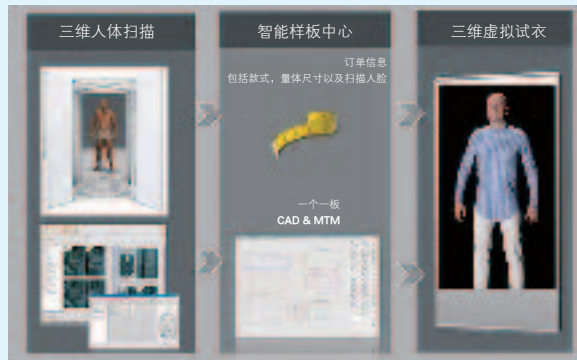 三维人体扫描
智能样板中心
三维虚拟试衣
订单信息
包括款式，量体尺寸以及扫描人脸
一个一板
CAD & MTM